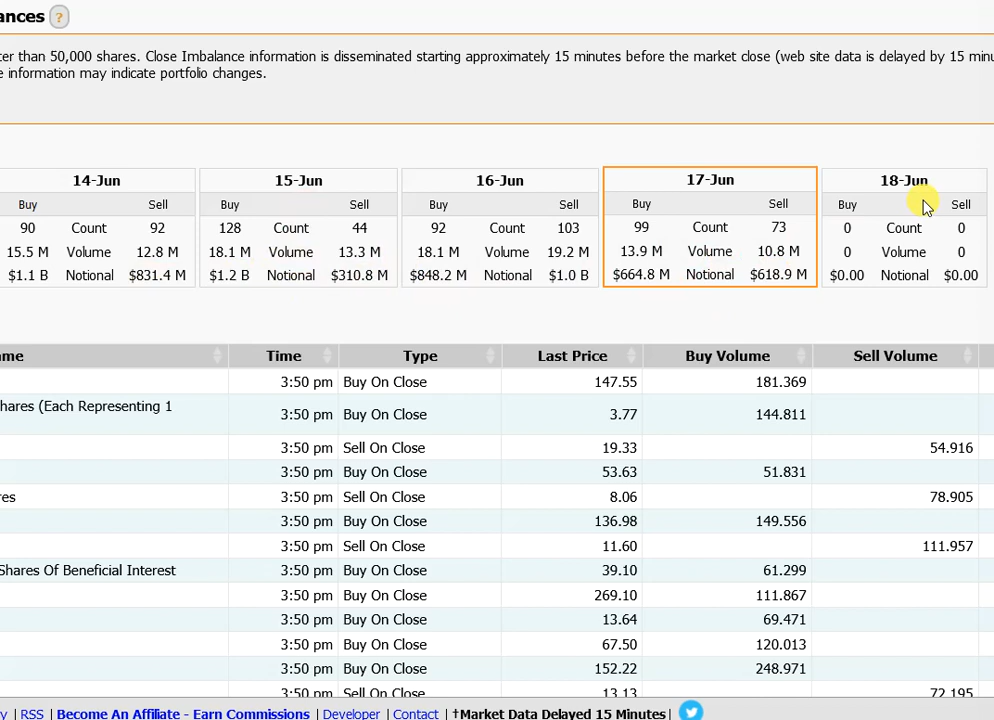 ances ?
ter than 50,000 shares. Close Imbalance information is disseminated starting approximately 15 minutes before the market close (web site data is delayed by 15 minu
e information may indicate portfolio changes.
14-Jun 15-Jun 16-Jun 17-Jun 18-Jun
Buy Sell Buy Sell Buy Sell Buy Sell Buy Sell
90 Count 92 128 Count 44 92 Count 103 99 Count 73 0 Count 0
15.5 M Volume 12.8 M 18.1 M Volume 13.3 M 18.1 M Volume 19.2 M 13.9 M Volume 10.8 M 0 Volume 0
$1.1 B Notional $831.4 M $1.2 B Notional $310.8 M $848.2 M Notional $1.0 B $664.8 M Notional $618.9 M $0.00 Notional $0.00
ame Time Type Last Price Buy Volume Sell Volume
3:50 pm Buy On Close 147.55 181.369
hares (Each Representing 1
3:50 pm Buy On Close 3.77 144.811
3:50 pm Sell On Close 19.33 54.916
3:50 pm Buy On Close 53.63 51.831
res 3:50 pm Sell On Close 8.06 78.905
3:50 pm Buy On Close 136.98 149.556
3:50 pm Sell On Close 11.60 111.957
Shares Of Beneficial Interest 3:50 pm Buy On Close 39.10 61.299
3:50 pm Buy On Close 269.10 111.867
3:50 pm Buy On Close 13.64 69.471
3:50 pm Buy On Close 67.50 120.013
3:50 pm Buy On Close 152.22 248.971
3:50 pm Sell On Close 13.13 72.195
y | RSS | Become An Affiliate - Earn Commissions | Developer | Contact | †Market Data Delayed 15 Minutes |